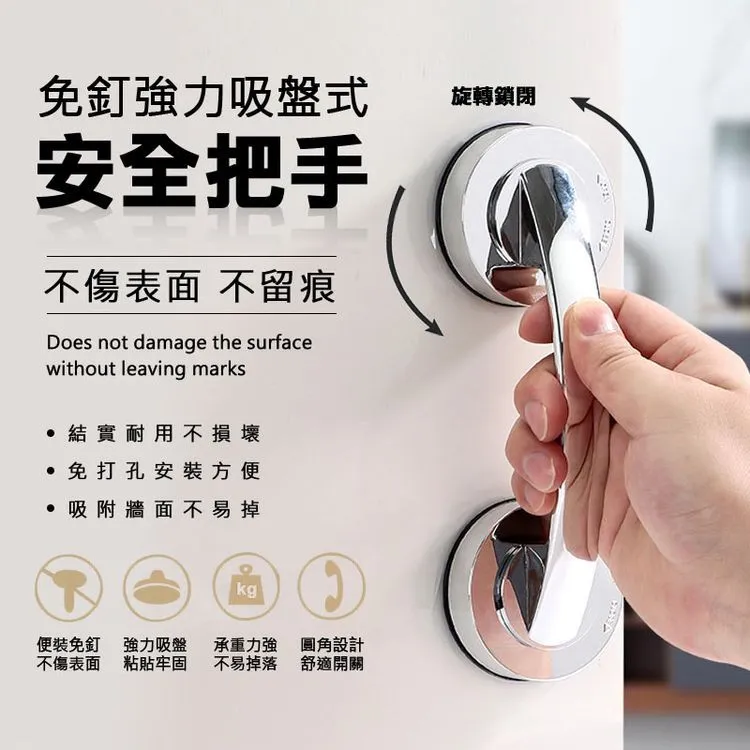 免釘強力吸盤式
安全把手
旋轉鎖閉
不傷表面 不留痕
Does not damage the surface
without leaving marks
• 結實耐用不損壞
• 免打孔安裝方便
• 吸附牆面不易掉
kg
便裝免釘
不傷表面
強力吸盤
粘貼牢固
承重力強
不易掉落
圓角設計
舒適開關